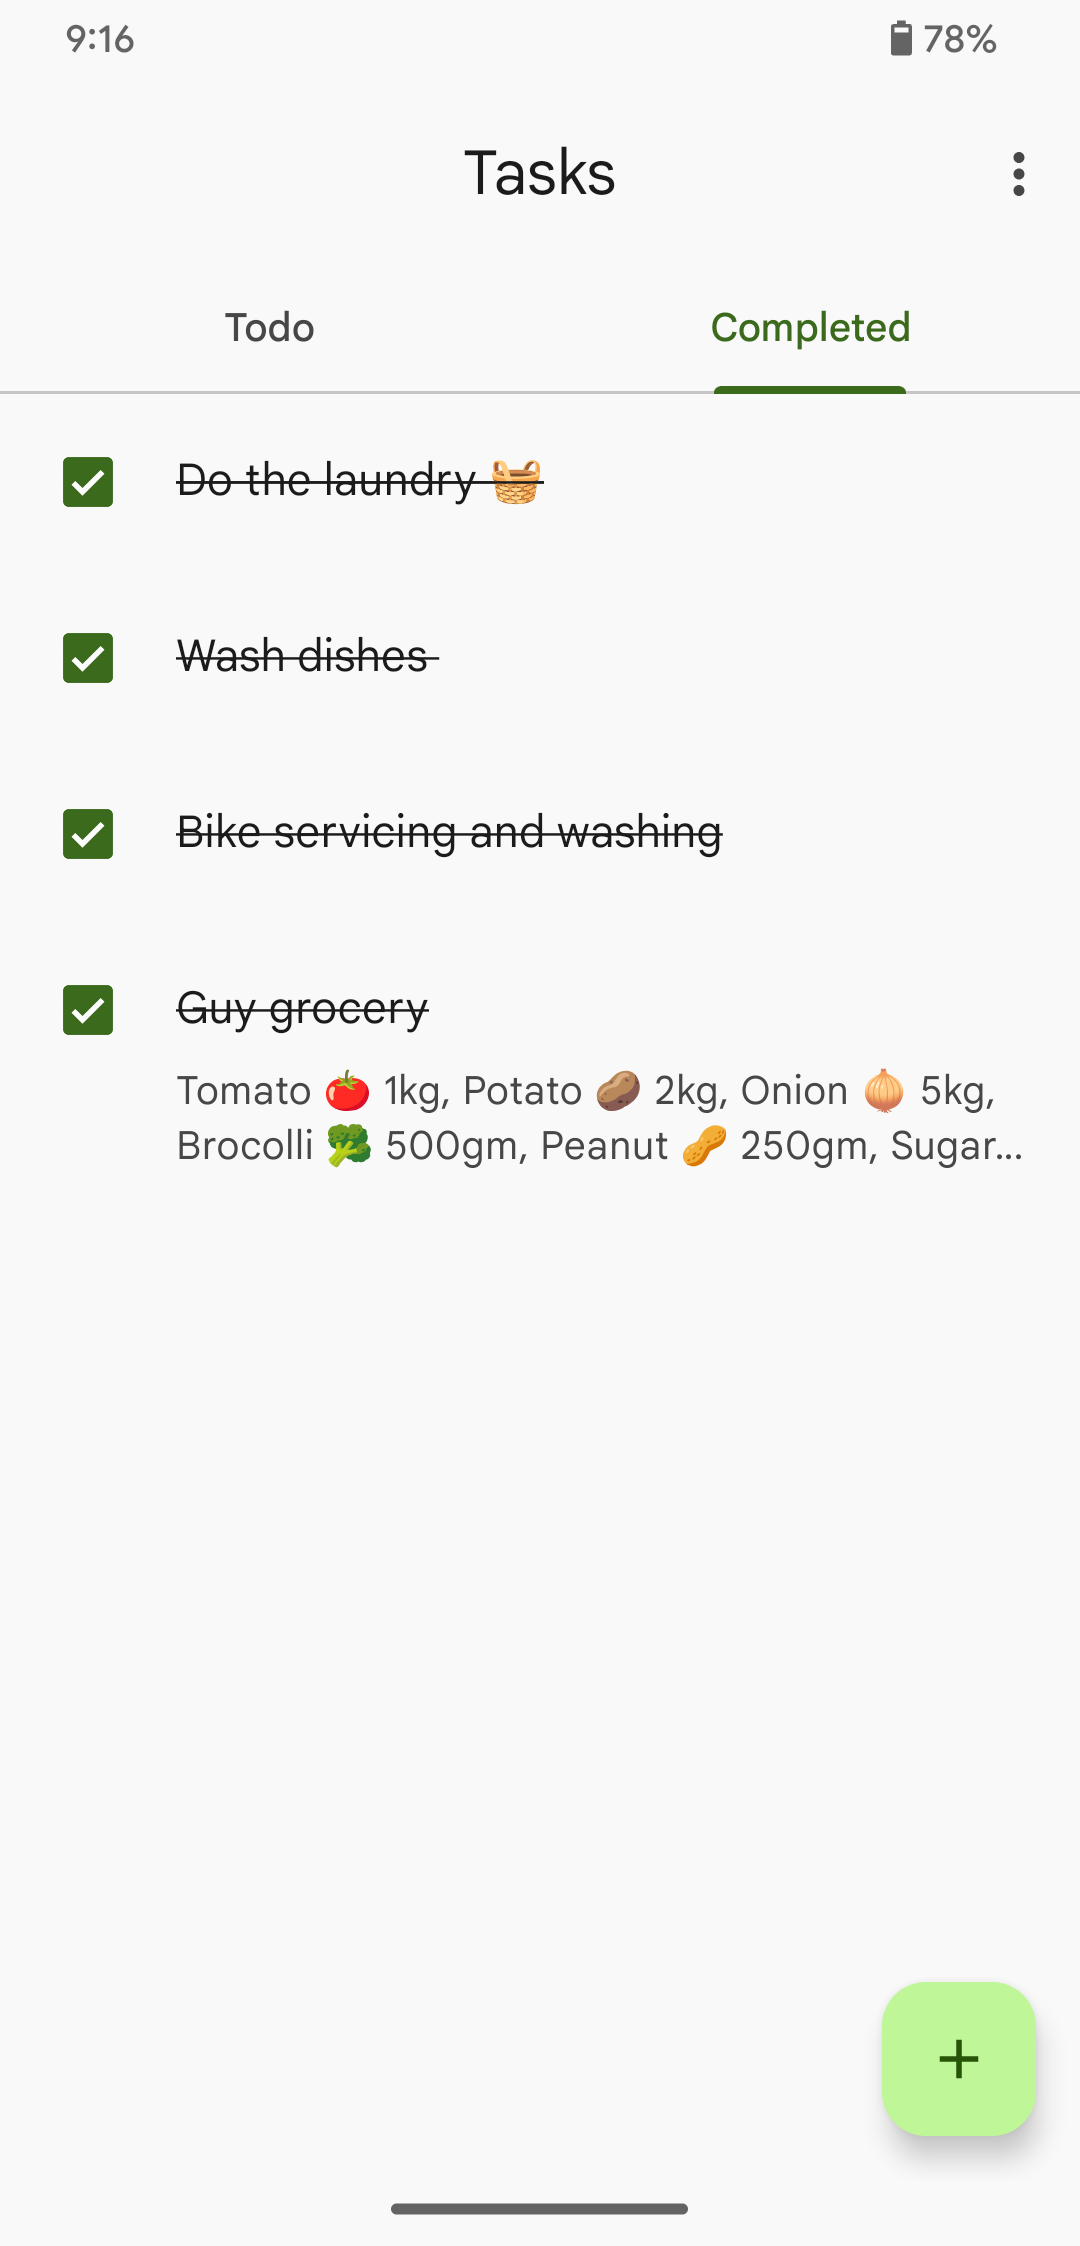 9:16
78%
Tasks
Todo
Completed
Do the laundry 🧺
Wash dishes
Bike servicing and washing
Guy grocery
Tomato 🍅 1kg, Potato 🥔 2kg, Onion 🧅 5kg,
Brocolli 🥦 500gm, Peanut 🥜 250gm, Sugar...